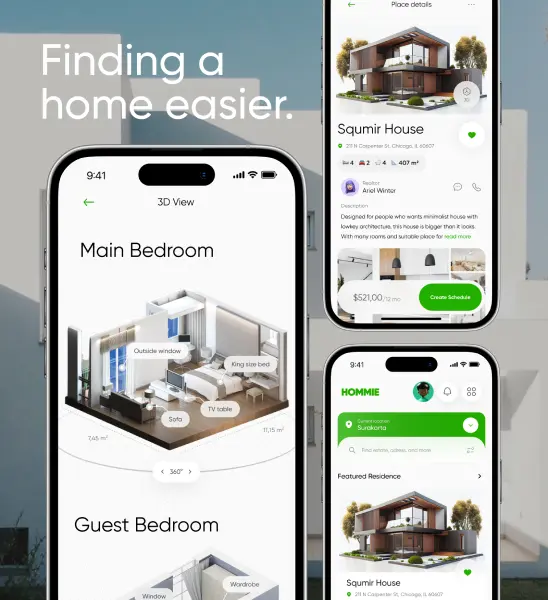 Finding a
home easier.
9:41
3D View
Main Bedroom
Outside window
King size bed
TV table
Sofa
7,45 m²
11,15 m²
360°
Guest Bedroom
Wardrobe
Window
Place details
3D
Squmir House
211 N Carpenter St, Chicago, IL 60607
4 2 4 407 m²
Realtor
Ariel Winter
Description
Designed for people who wants minimalist house with
lowkey architecture, this house is bigger than it looks.
With many rooms and suitable place for read more
$521,00/12 mo
Create Schedule
9:41
HOMMIE
Current location
Surakarta
Find estate, videos, and more
Featured Residence
Squmir House
211 N Carpenter St, Chicago, IL 60607